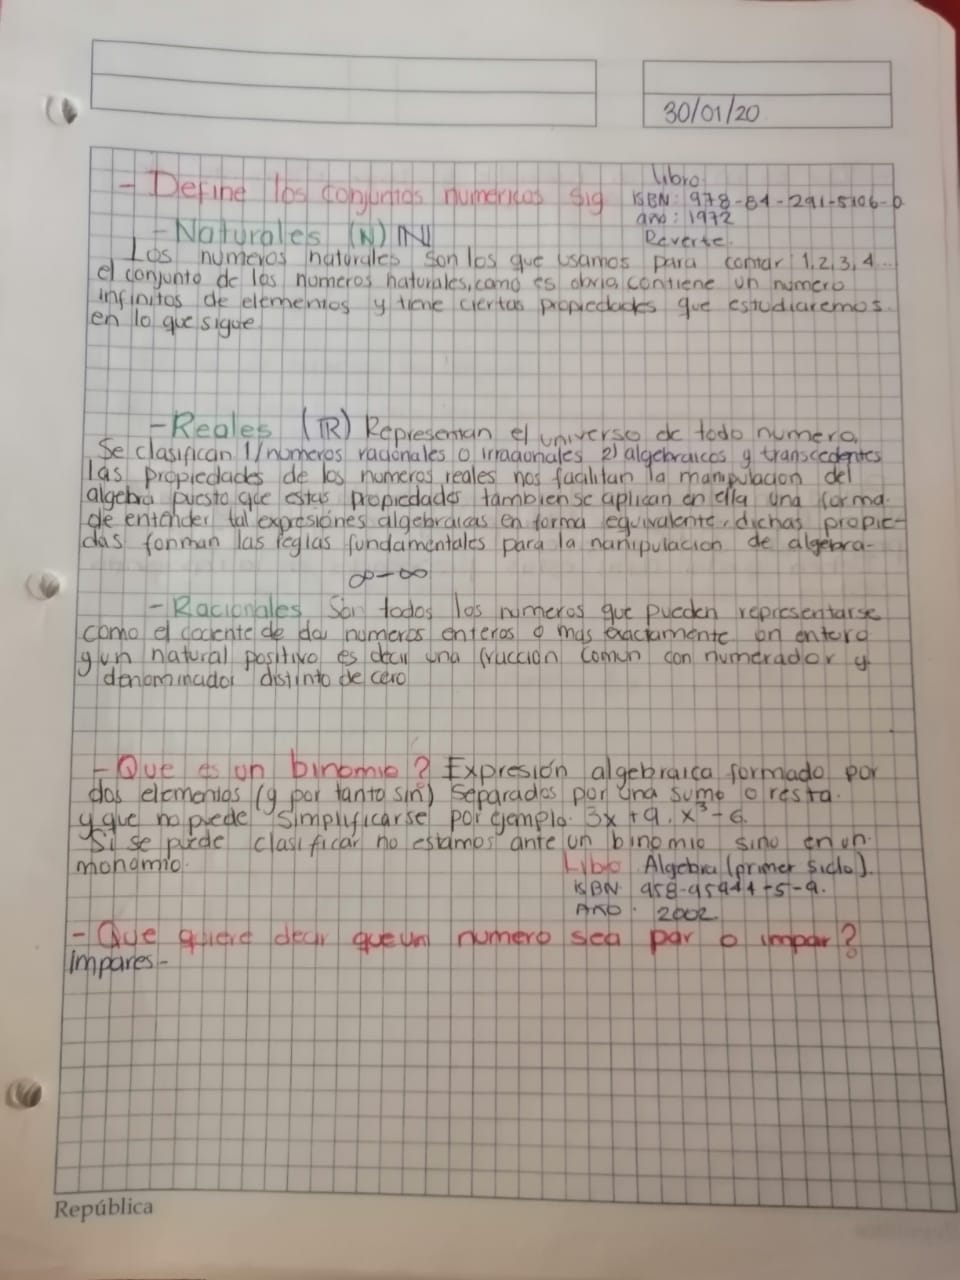 30/01/20
- Define los conjuntos numericos sig
Libro.
ISBN: 978-84-291-5106-0
año: 1972
Reverte.
- Naturales (N) ℕ
Los numeros naturales son los que usamos para contar 1,2,3,4...
el conjunto de los numeros naturales, como es obvio, contiene un numero
infinitos de elementos y tiene ciertas propiedades que estudiaremos.
en lo que sigue
- Reales (ℝ) Representan el universo de todo numero,
Se clasifican 1/numeros racionales o irracionales 2) algebraicos y transcedentes
las propiedades de los numeros reales nos facilitan la manipulacion del
algebra puesto que estas propiedades tambien se aplican en ella una forma
de entender tal expresiones algebraicas en forma equivalente, dichas propie-
das forman las reglas fundamentales para la manipulacion de algebra-
∞-∞
- Racionales Son todos los numeros que pueden representarse
como el cociente de dos numeros enteros o mas exactamente un entero
y un natural positivo es decir una fraccion comun con numerador y
denominador distinto de cero
- Que es un binomio? Expresión algebraica formado por
dos elementos (y por tanto sin) separados por una suma o resta.
y que no puede simplificarse por ejemplo. 3x+9. x³-6.
Si se puede clasificar no estamos ante un binomio sino en un
monomio.
Libro Algebra (primer siclo).
ISBN 958-95944-5-9.
Año. 2002
- Que quiere decir que un numero sea par o impar?
Impares-
República